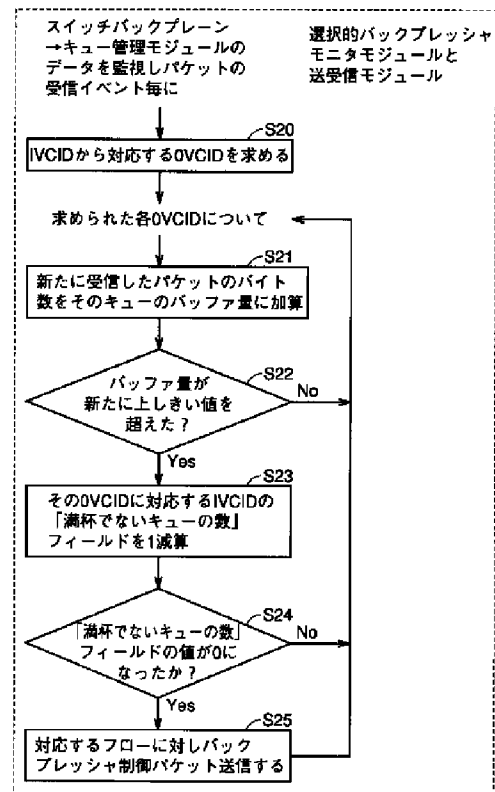 スイッチバックプレーン
→キュー管理モジュールの
データを監視しパケットの
受信イベント毎に
選択的バックプレッシャ
モニタモジュールと
送受信モジュール
S20
IVCIDから対応するOVCIDを求める
求められた各OVCIDについて
S21
新たに受信したパケットのバイト
数をそのキューのバッファ量に加算
S22
バッファ量が
新たに上しきい値を
超えた?
No
Yes
S23
そのOVCIDに対応するIVCIDの
「満杯でないキューの数」
フィールドを1減算
S24
「満杯でないキューの数」
フィールドの値が0に
なったか?
No
Yes
S25
対応するフローに対しバック
プレッシャ制御パケット送信する